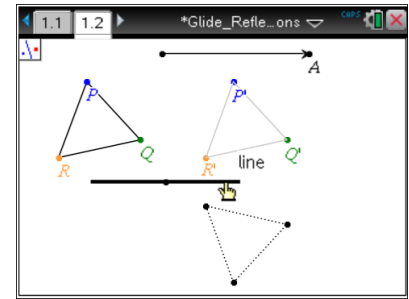 1.1 1.2 *Glide_Refle...ons CAPS
A
P P'
Q Q'
R R' line